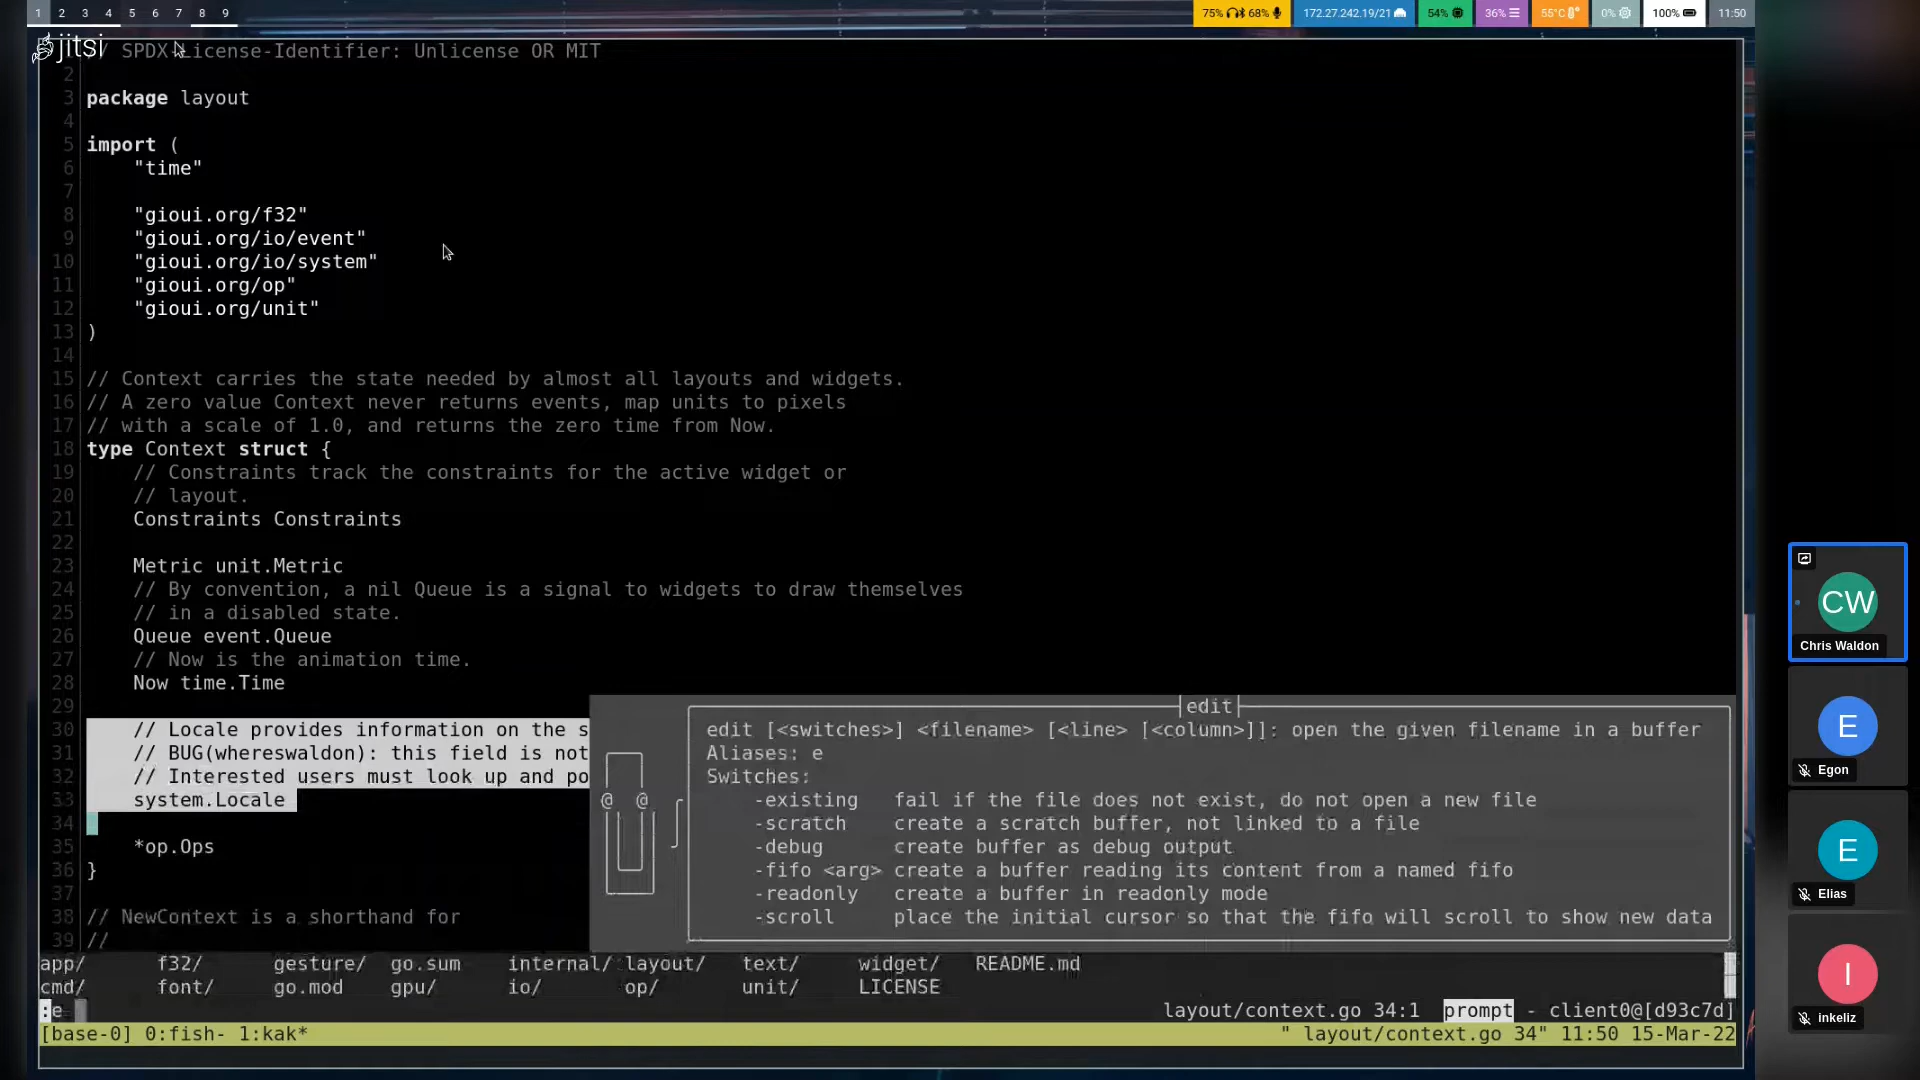 1 2 3 4 5 6 7 8 9
75% 68% 172.27.242.19/21 54% 36% 55°C 0% 100% 11:50
jitsi
// SPDX-License-Identifier: Unlicense OR MIT
2
3 package layout
4
5 import (
6 "time"
7
8 "gioui.org/f32"
9 "gioui.org/io/event"
10 "gioui.org/io/system"
11 "gioui.org/op"
12 "gioui.org/unit"
13 )
14
15 // Context carries the state needed by almost all layouts and widgets.
16 // A zero value Context never returns events, map units to pixels
17 // with a scale of 1.0, and returns the zero time from Now.
18 type Context struct {
19 // Constraints track the constraints for the active widget or
20 // layout.
21 Constraints Constraints
22
23 Metric unit.Metric
24 // By convention, a nil Queue is a signal to widgets to draw themselves
25 // in a disabled state.
26 Queue event.Queue
27 // Now is the animation time.
28 Now time.Time
29
30 // Locale provides information on the s
31 // BUG(whereswaldon): this field is not
32 // Interested users must look up and po
33 system.Locale
34
35 *op.Ops
36 }
37
38 // NewContext is a shorthand for
39 //
edit
edit [<switches>] <filename> [<line> [<column>]]: open the given filename in a buffer
Aliases: e
Switches:
-existing fail if the file does not exist, do not open a new file
-scratch create a scratch buffer, not linked to a file
-debug create buffer as debug output
-fifo <arg> create a buffer reading its content from a named fifo
-readonly create a buffer in readonly mode
-scroll place the initial cursor so that the fifo will scroll to show new data
app/ f32/ gesture/ go.sum internal/ layout/ text/ widget/ README.md
cmd/ font/ go.mod gpu/ io/ op/ unit/ LICENSE
:e layout/context.go 34:1 prompt - client0@[d93c7d]
[base-0] 0:fish- 1:kak* " layout/context.go 34" 11:50 15-Mar-22
CW
Chris Waldon
E
Egon
E
Elias
I
inkeliz